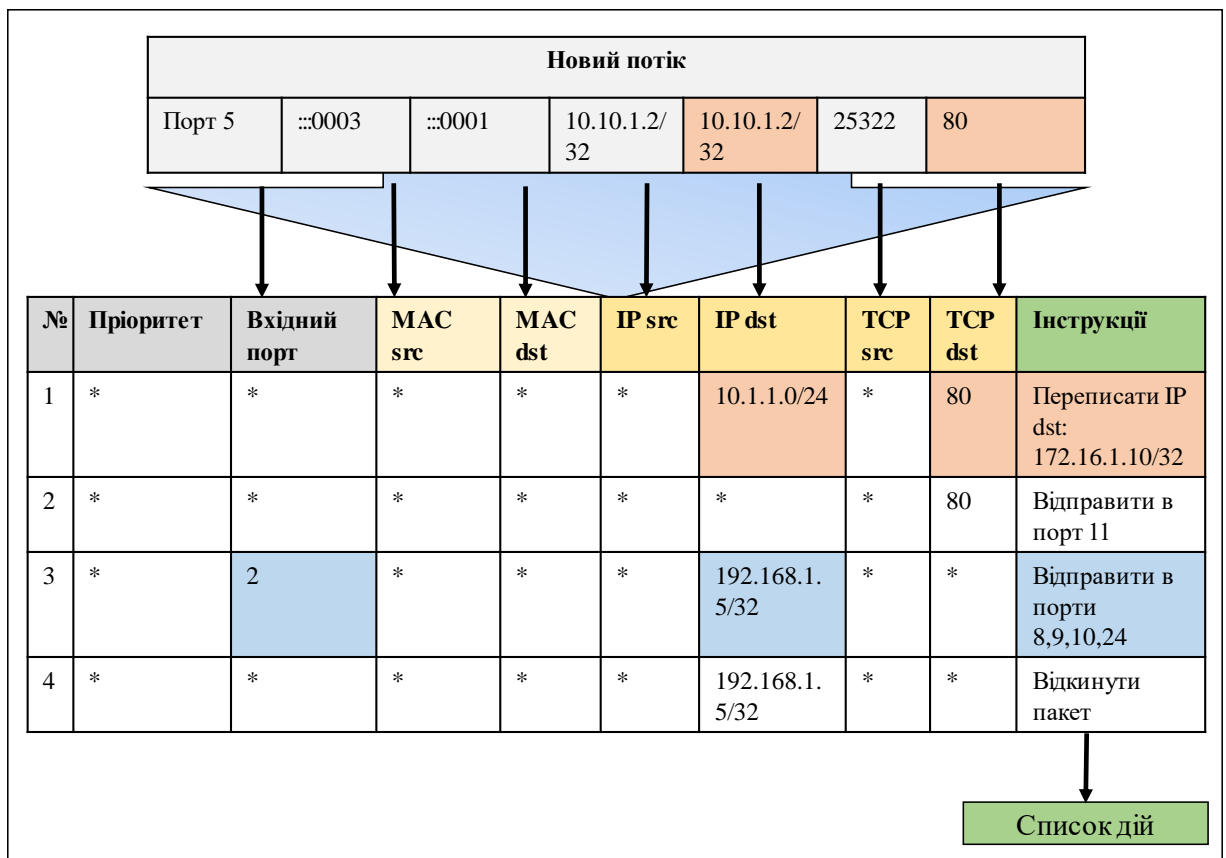 Новий потік
Порт 5 :::0003 :::0001 10.10.1.2/ 10.10.1.2/ 25322 80
32 32
№ Пріоритет Вхідний MAC MAC IP src IP dst TCP TCP Інструкції
порт src dst src dst
1 * * * * * 10.1.1.0/24 * 80 Переписати IP
dst:
172.16.1.10/32
2 * * * * * * * 80 Відправити в
порт 11
3 * 2 * * * 192.168.1. * * Відправити в
5/32 порти
8,9,10,24
4 * * * * * 192.168.1. * * Відкинути
5/32 пакет
Список дій